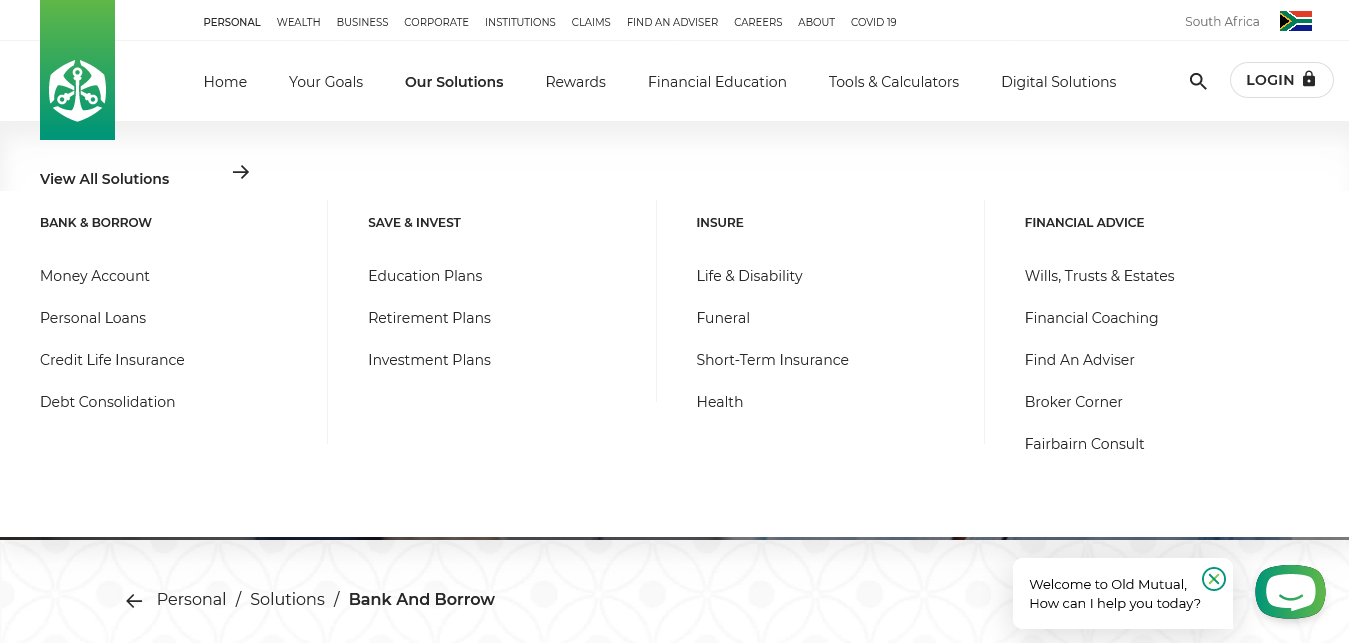 PERSONAL WEALTH BUSINESS CORPORATE INSTITUTIONS CLAIMS FIND AN ADVISER CAREERS ABOUT COVID 19 South Africa
Home Your Goals Our Solutions Rewards Financial Education Tools & Calculators Digital Solutions LOGIN
View All Solutions
BANK & BORROW
Money Account
Personal Loans
Credit Life Insurance
Debt Consolidation
SAVE & INVEST
Education Plans
Retirement Plans
Investment Plans
INSURE
Life & Disability
Funeral
Short-Term Insurance
Health
FINANCIAL ADVICE
Wills, Trusts & Estates
Financial Coaching
Find An Adviser
Broker Corner
Fairbairn Consult
Personal / Solutions / Bank And Borrow
Welcome to Old Mutual,
How can I help you today?